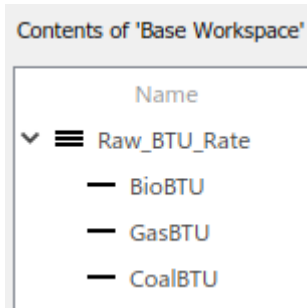 Contents of 'Base Workspace'
Name
Raw_BTU_Rate
BioBTU
GasBTU
CoalBTU